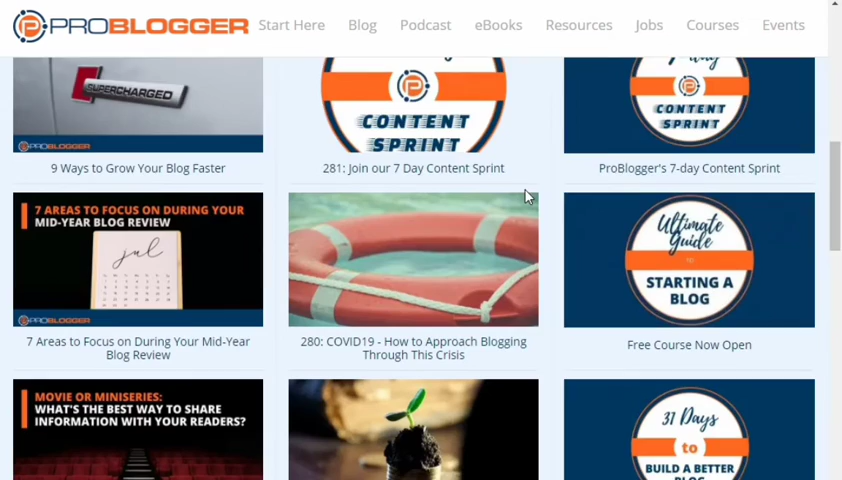 PROBLOGGER
Start Here Blog Podcast eBooks Resources Jobs Courses Events
SUPERCHARGED
PROBLOGGER
CONTENT
SPRINT
CONTENT
SPRINT
9 Ways to Grow Your Blog Faster
281: Join our 7 Day Content Sprint
ProBlogger's 7-day Content Sprint
7 AREAS TO FOCUS ON DURING YOUR
MID-YEAR BLOG REVIEW
jul
PROBLOGGER
Ultimate
Guide
TO
STARTING A
BLOG
7 Areas to Focus on During Your Mid-Year
Blog Review
280: COVID19 - How to Approach Blogging
Through This Crisis
Free Course Now Open
MOVIE OR MINISERIES:
WHAT'S THE BEST WAY TO SHARE
INFORMATION WITH YOUR READERS?
31 Days
to
BUILD A BETTER